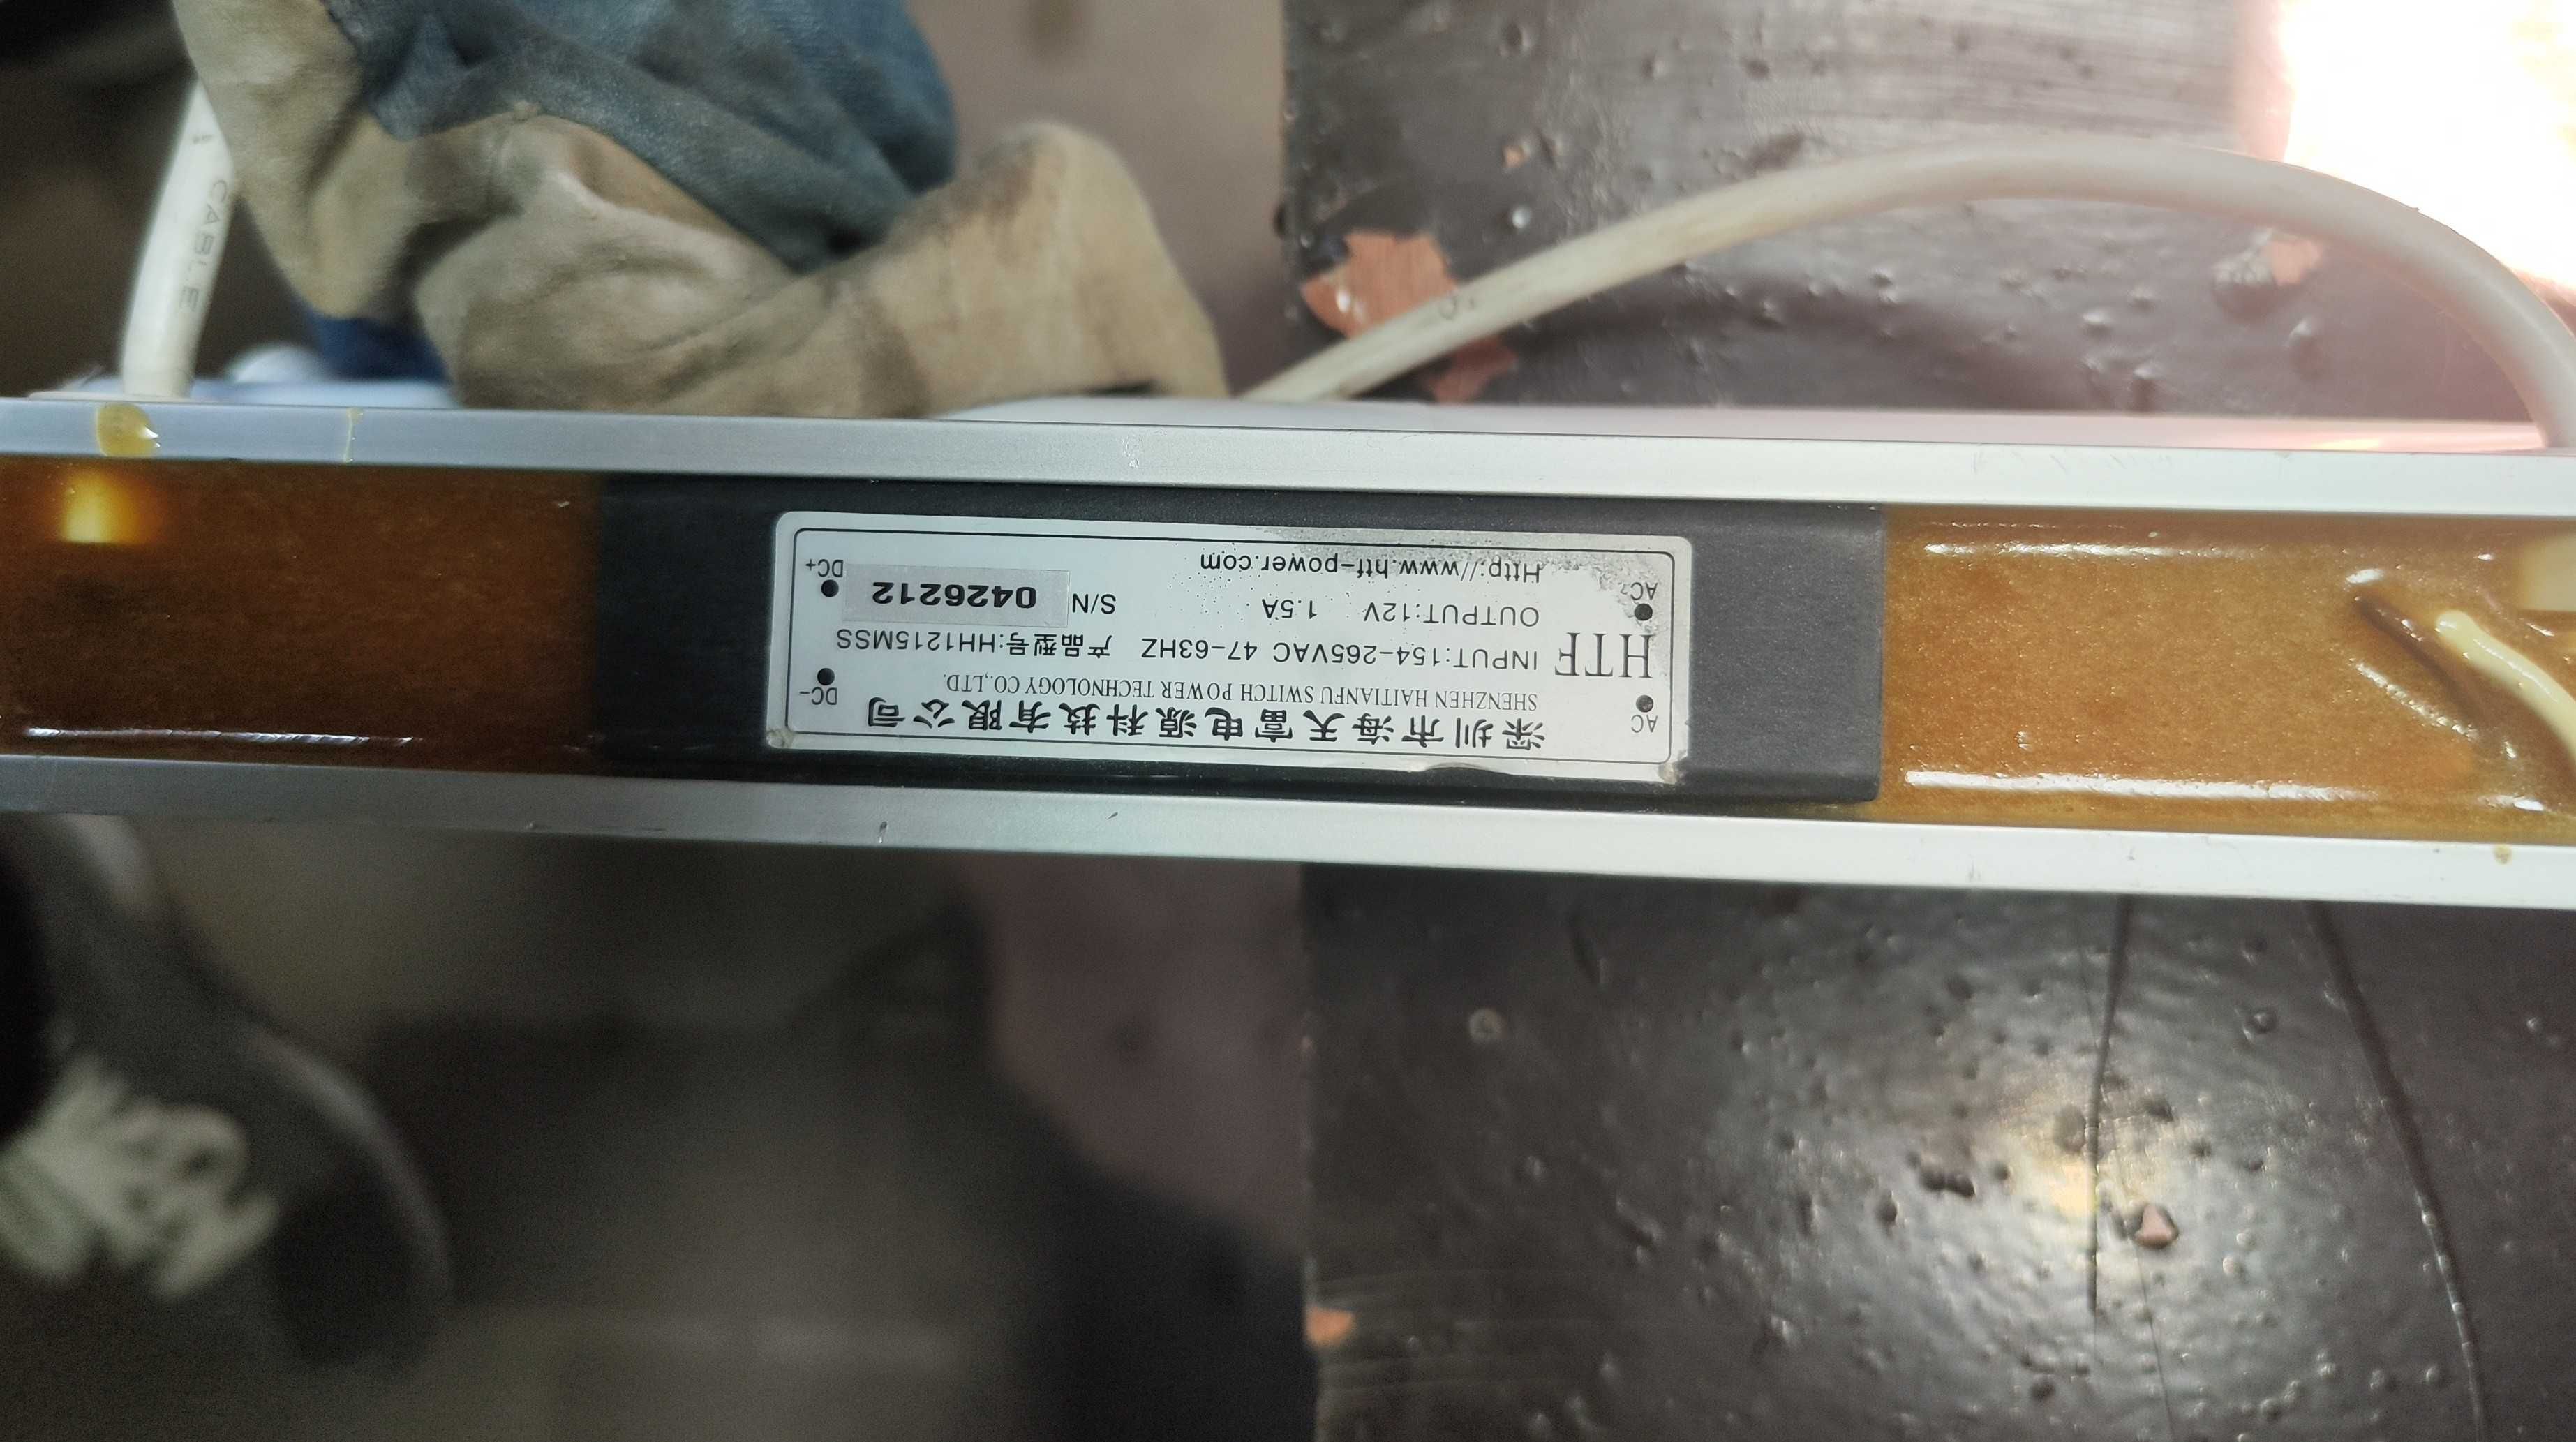 深圳市海天富电源科技有限公司
SHENZHEN HAITIANFU SWITCH POWER TECHNOLOGY CO.,LTD.
AC
DC-
HTF
INPUT:154-265VAC 47-63HZ 产品型号:HH1215MSS
OUTPUT:12V 1.5A S/N 0426212
AC
DC+
Http://www.htf-power.com
CABLE